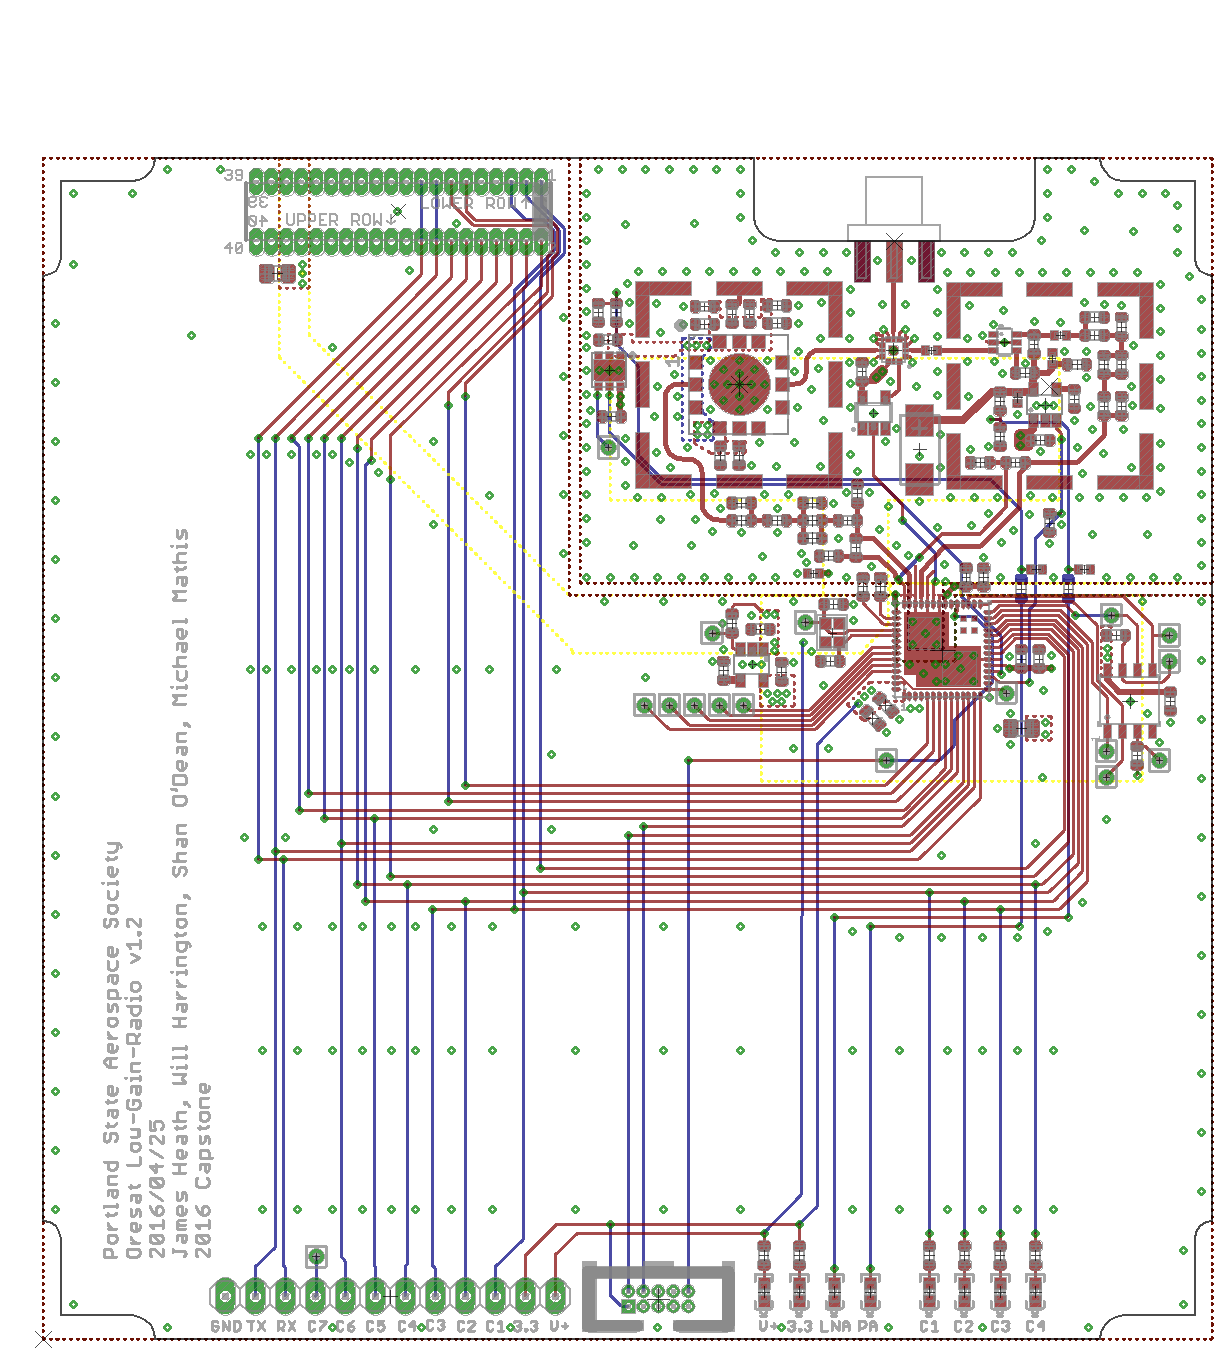 39
1
LOWER ROW↑
38
40
UPPER ROW↓
40
Portland State Aerospace Society
Oresat Low-Gain-Radio v1.2
2016/04/25
James Heath, Will Harrington, Shan O'Dean, Michael Mathis
2016 Capstone
GND TX RX C7 C6 C5 C4 C3 C2 C1 3.3 V+
V+ 3.3 LNA PA C1 C2 C3 C4